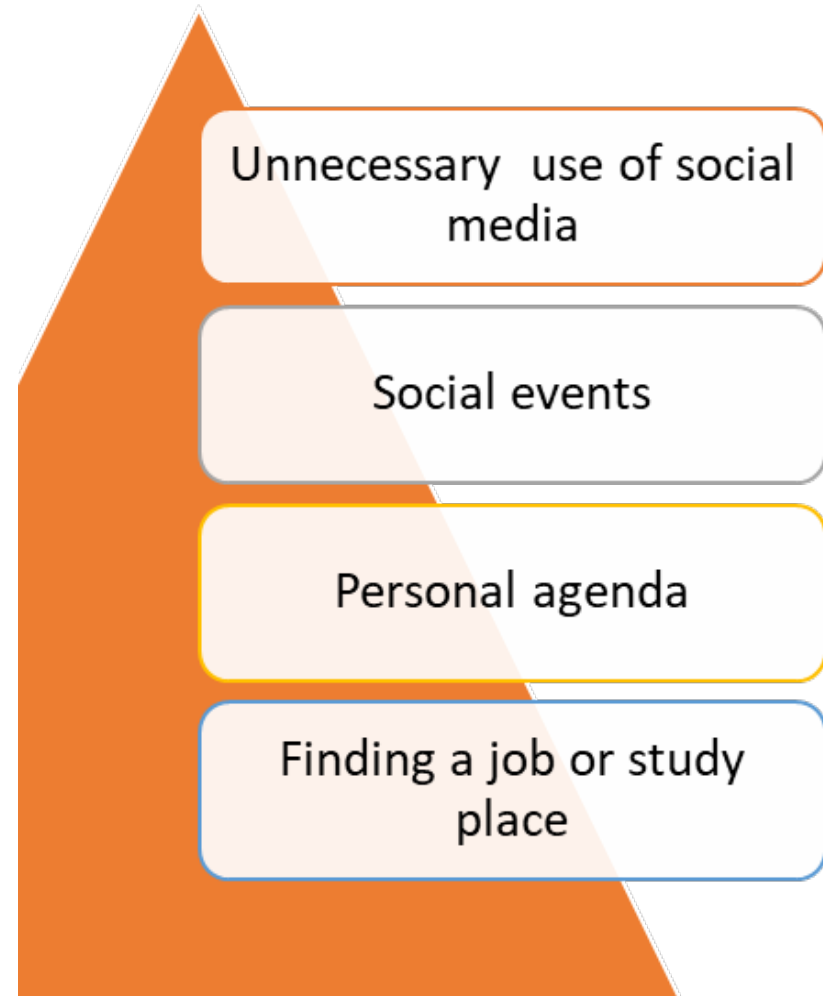 Unnecessary  use of social
media
Social events
Personal agenda
Finding a job or study
place